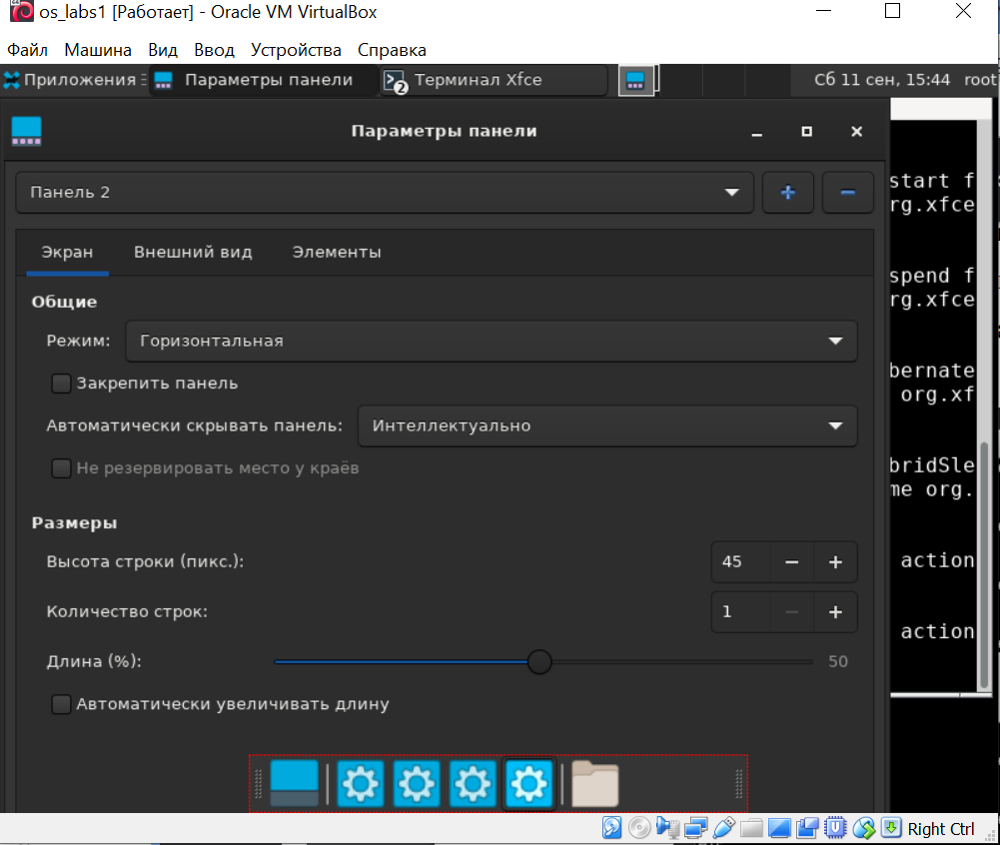 os_labs1 [Работает] - Oracle VM VirtualBox
Файл Машина Вид Ввод Устройства Справка
Приложения Параметры панели 2 Терминал Xfce Сб 11 сен, 15:44 root
Параметры панели
Панель 2
Экран Внешний вид Элементы
Общие
Режим: Горизонтальная
Закрепить панель
Автоматически скрывать панель: Интеллектуально
Не резервировать место у краёв
Размеры
Высота строки (пикс.): 45
Количество строк: 1
Длина (%): 50
Автоматически увеличивать длину
start f
rg.xfce
spend f
rg.xfce
bernate
org.xf
bridSle
me org.
action
action
Right Ctrl